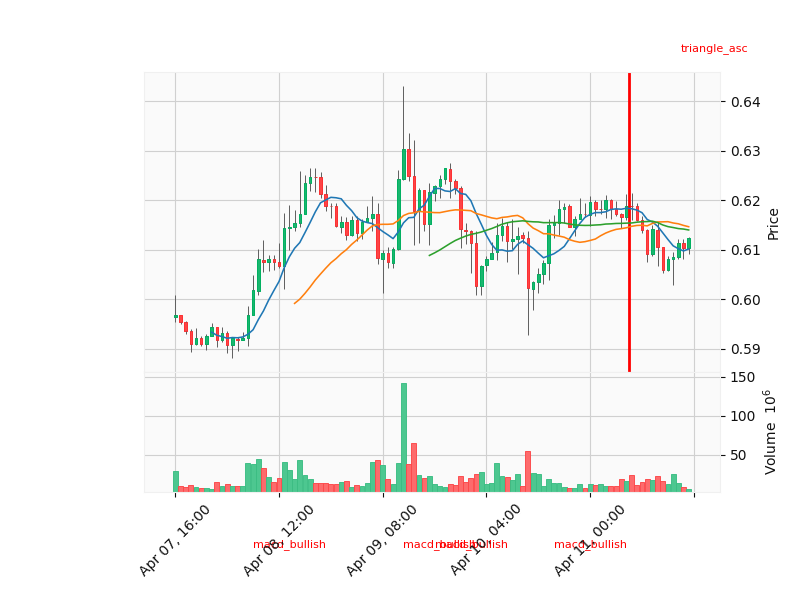 triangle_asc
0.64
0.63
0.62
0.61
0.60
0.59
Price
150
100
50
Volume 10^6
Apr 07, 16:00
Apr 08, 12:00
Apr 09, 08:00
Apr 10, 04:00
Apr 11, 00:00
macd_bullish
macd_bullish
macd_bullish
macd_bullish